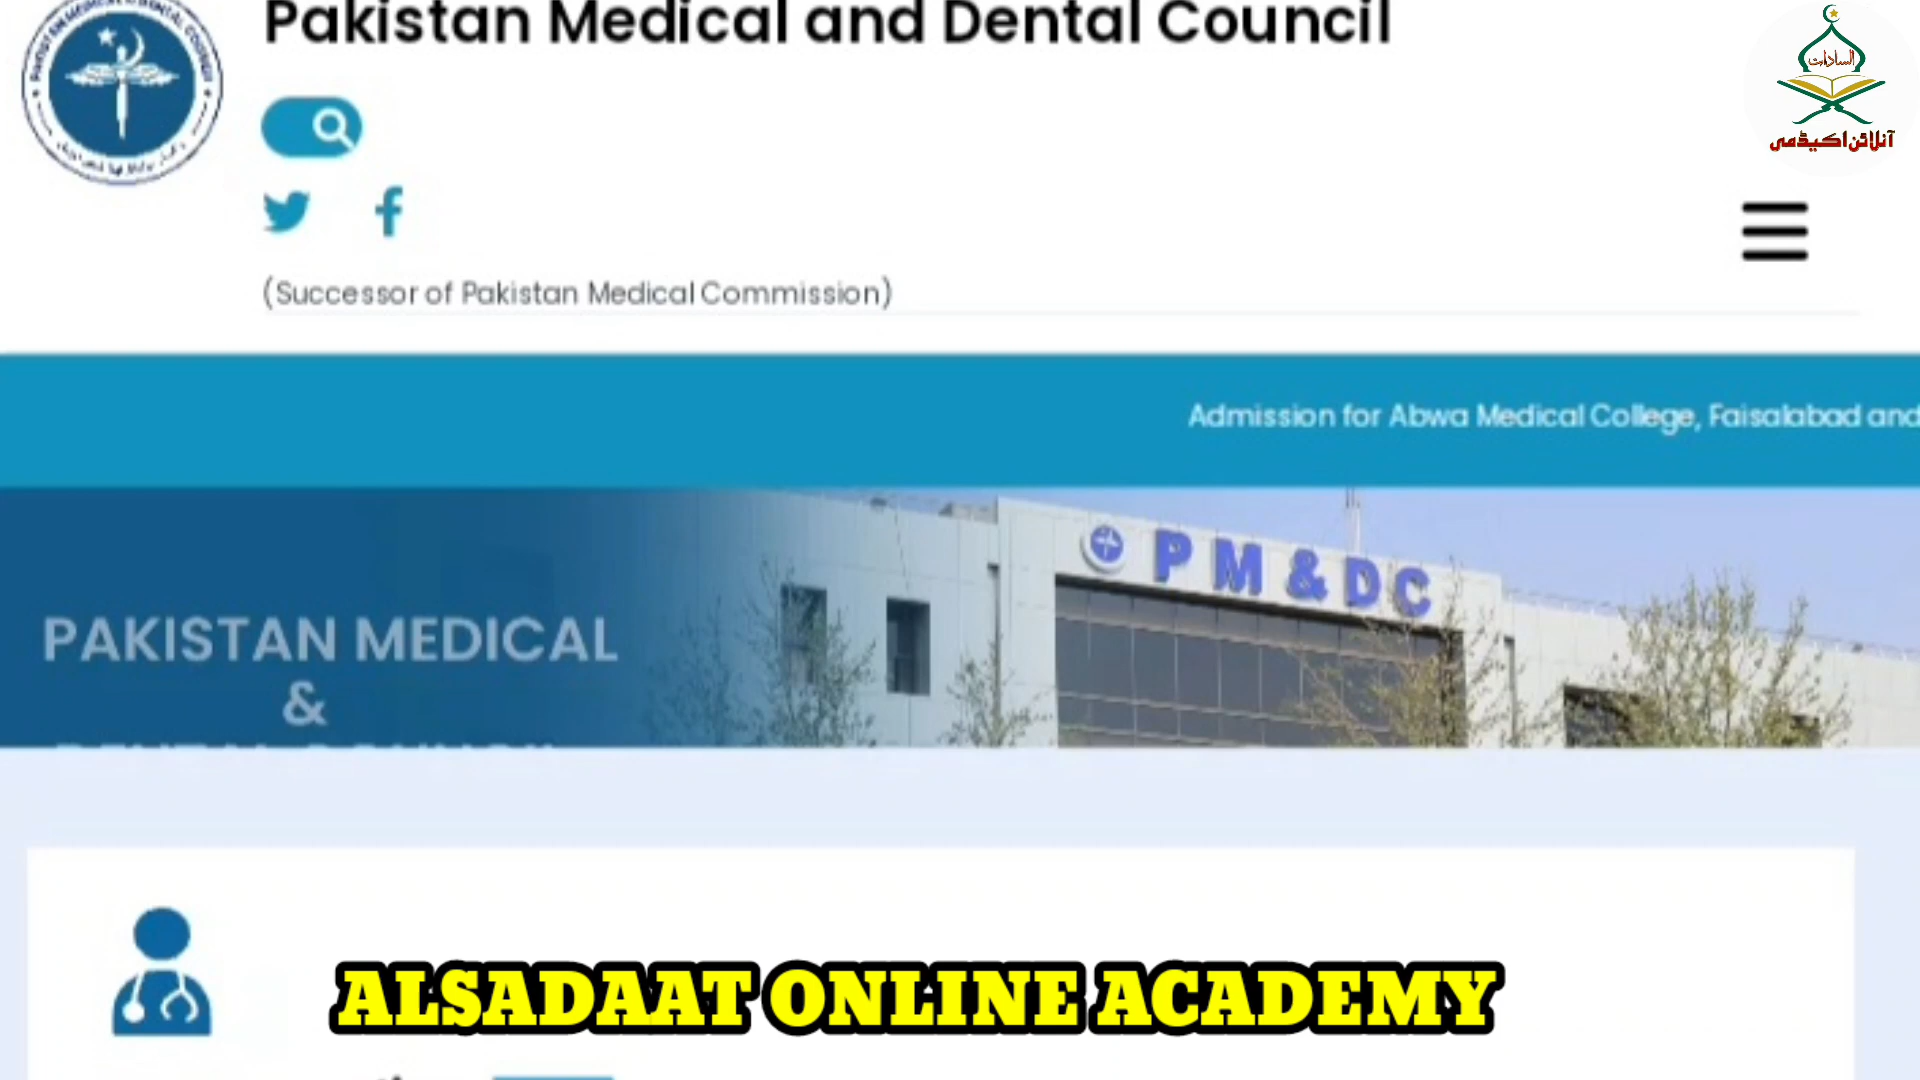 Pakistan Medical and Dental Council
السادات
آنلائن اکیڈمی
(Successor of Pakistan Medical Commission)
Admission for Abwa Medical College, Faisalabad and
PM&DC
PAKISTAN MEDICAL
&
ALSADAAT ONLINE ACADEMY